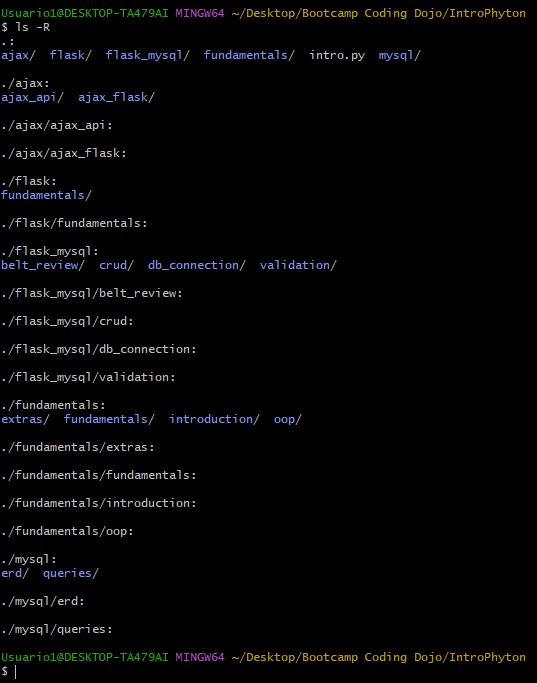 Usuario1@DESKTOP-TA479AI MINGW64 ~/Desktop/Bootcamp Coding Dojo/IntroPhyton
$ ls -R
.:
ajax/  flask/  flask_mysql/  fundamentals/  intro.py  mysql/

./ajax:
ajax_api/  ajax_flask/

./ajax/ajax_api:

./ajax/ajax_flask:

./flask:
fundamentals/

./flask/fundamentals:

./flask_mysql:
belt_review/  crud/  db_connection/  validation/

./flask_mysql/belt_review:

./flask_mysql/crud:

./flask_mysql/db_connection:

./flask_mysql/validation:

./fundamentals:
extras/  fundamentals/  introduction/  oop/

./fundamentals/extras:

./fundamentals/fundamentals:

./fundamentals/introduction:

./fundamentals/oop:

./mysql:
erd/  queries/

./mysql/erd:

./mysql/queries:

Usuario1@DESKTOP-TA479AI MINGW64 ~/Desktop/Bootcamp Coding Dojo/IntroPhyton
$